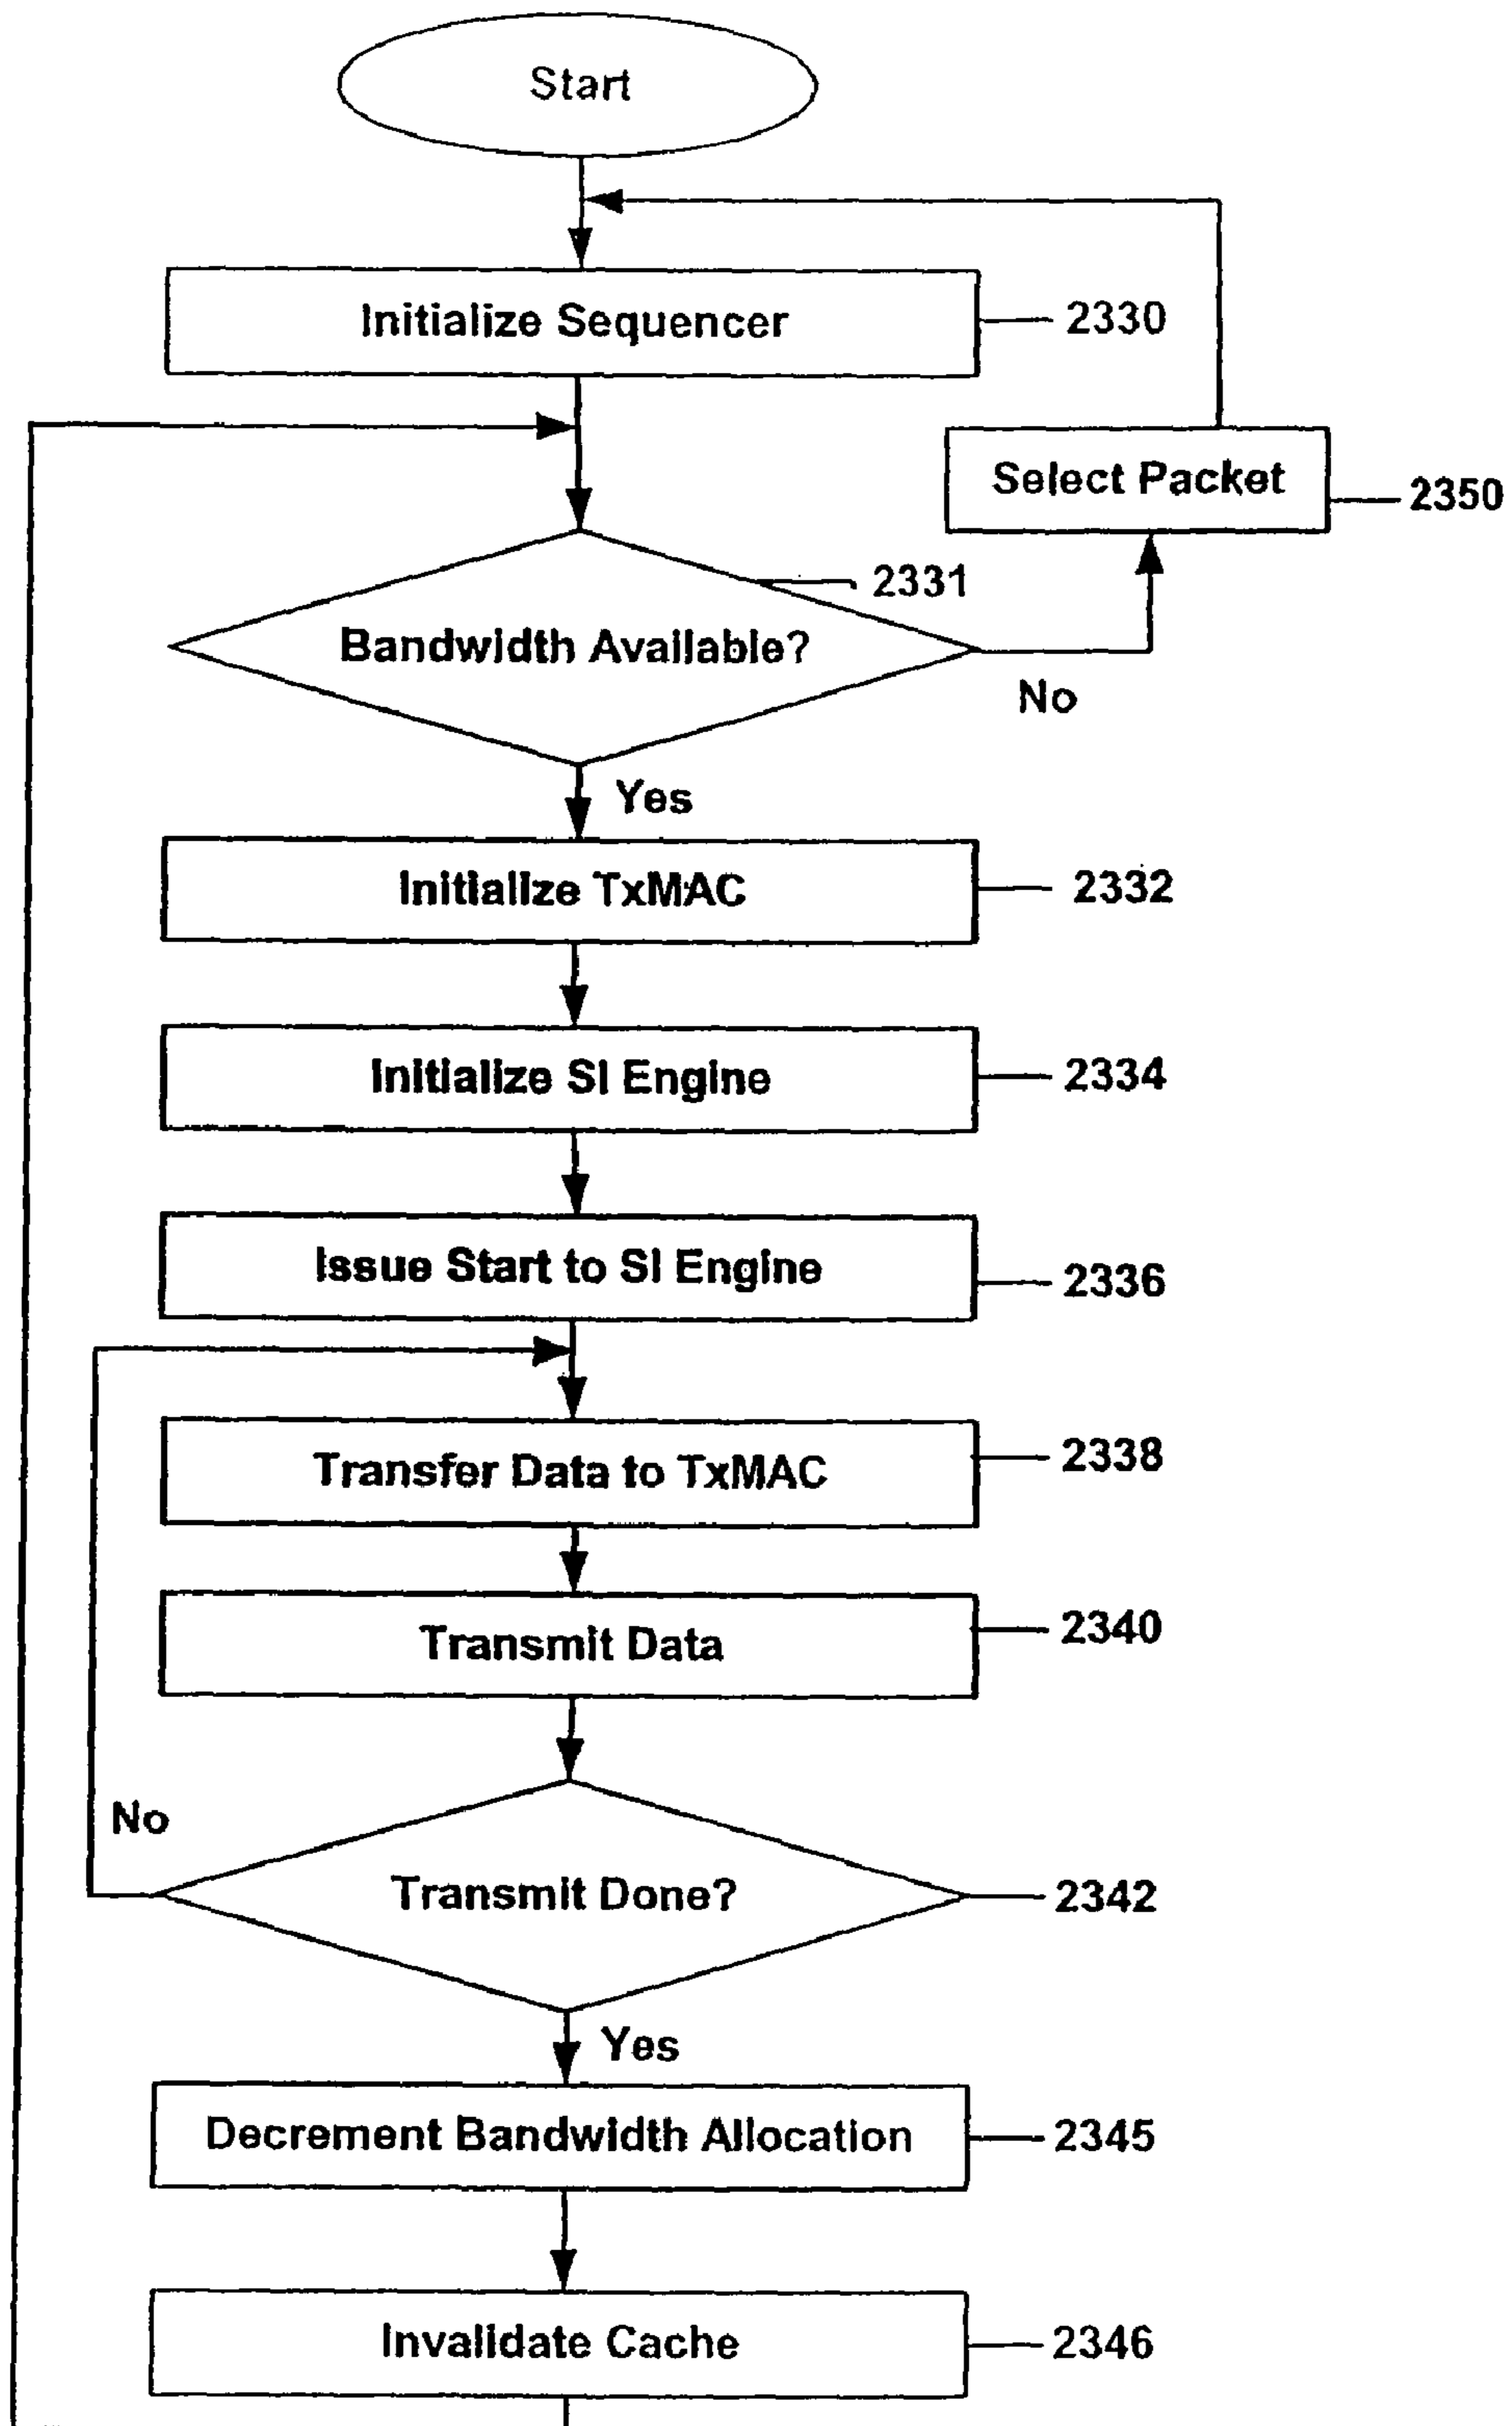 Start
Initialize Sequencer
2330
Select Packet
2350
2331
Bandwidth Available?
No
Yes
Initialize TxMAC
2332
Initialize SI Engine
2334
Issue Start to SI Engine
2336
Transfer Data to TxMAC
2338
Transmit Data
2340
No
Transmit Done?
2342
Yes
Decrement Bandwidth Allocation
2345
Invalidate Cache
2346